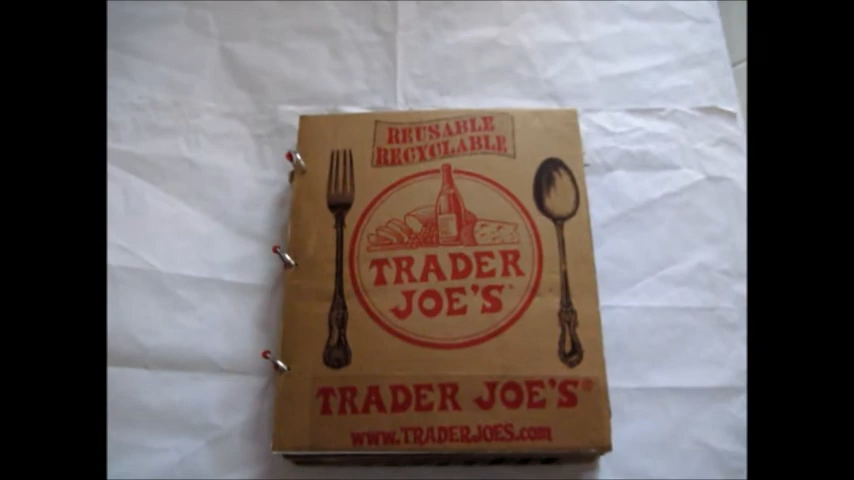 REUSABLE
RECYCLABLE
TRADER
JOE'S
TRADER JOE'S®
www.TRADERJOES.com